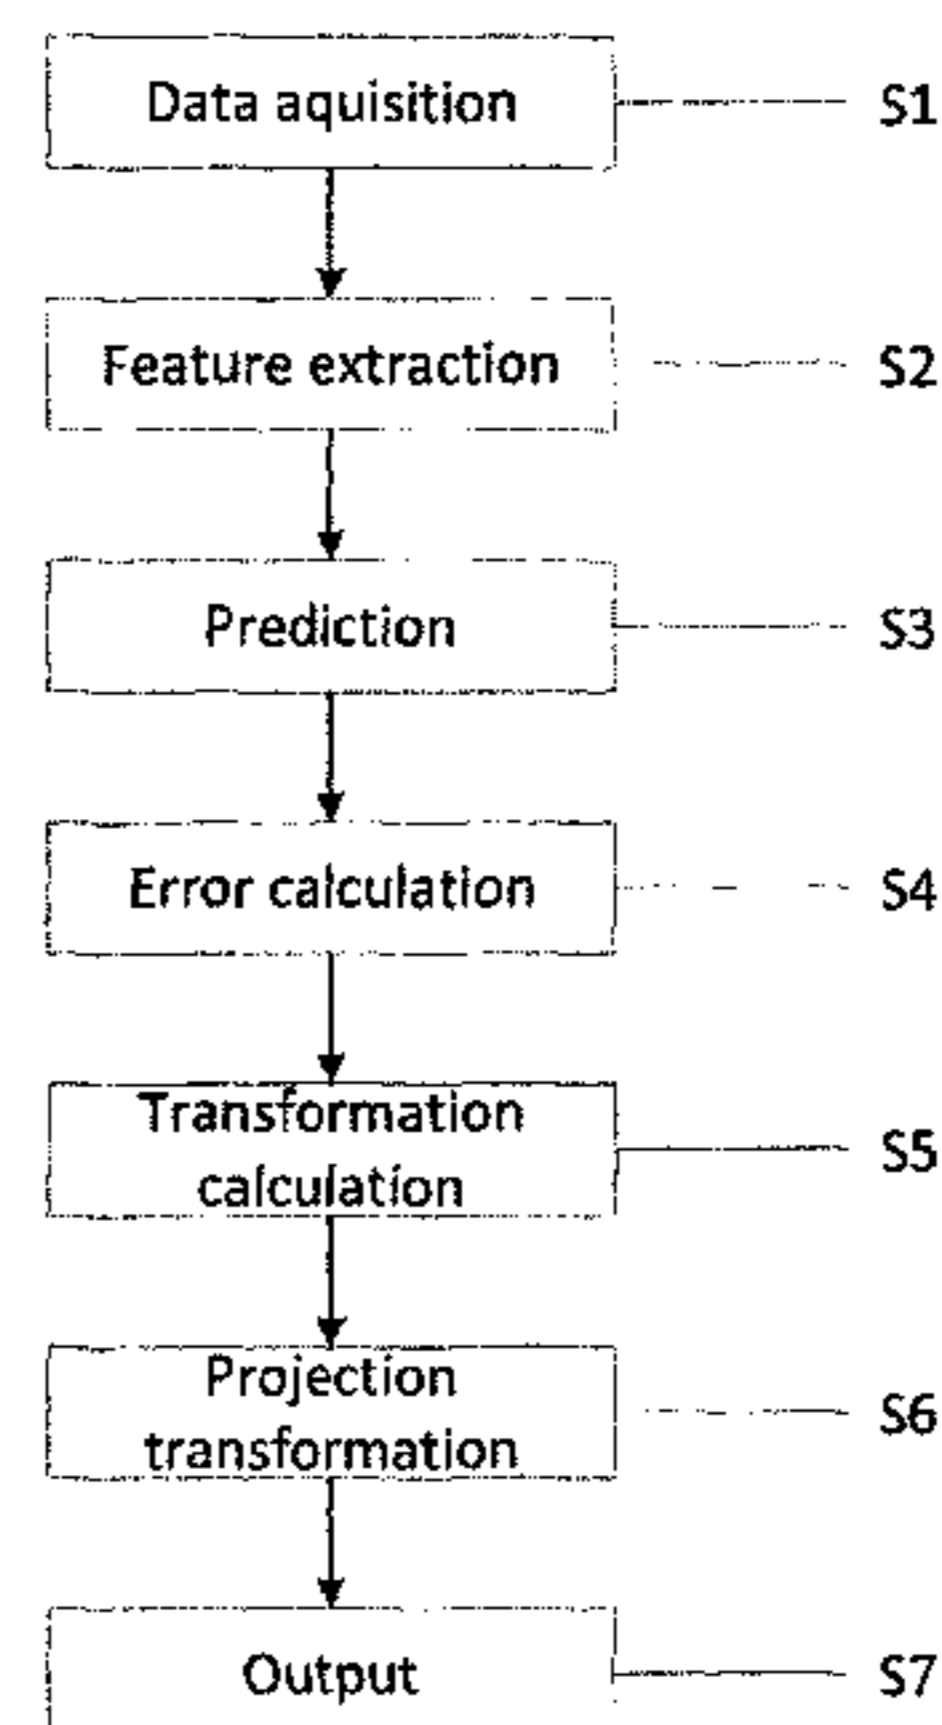 Data aquisition S1
Feature extraction S2
Prediction S3
Error calculation S4
Transformation
calculation S5
Projection
transformation S6
Output S7